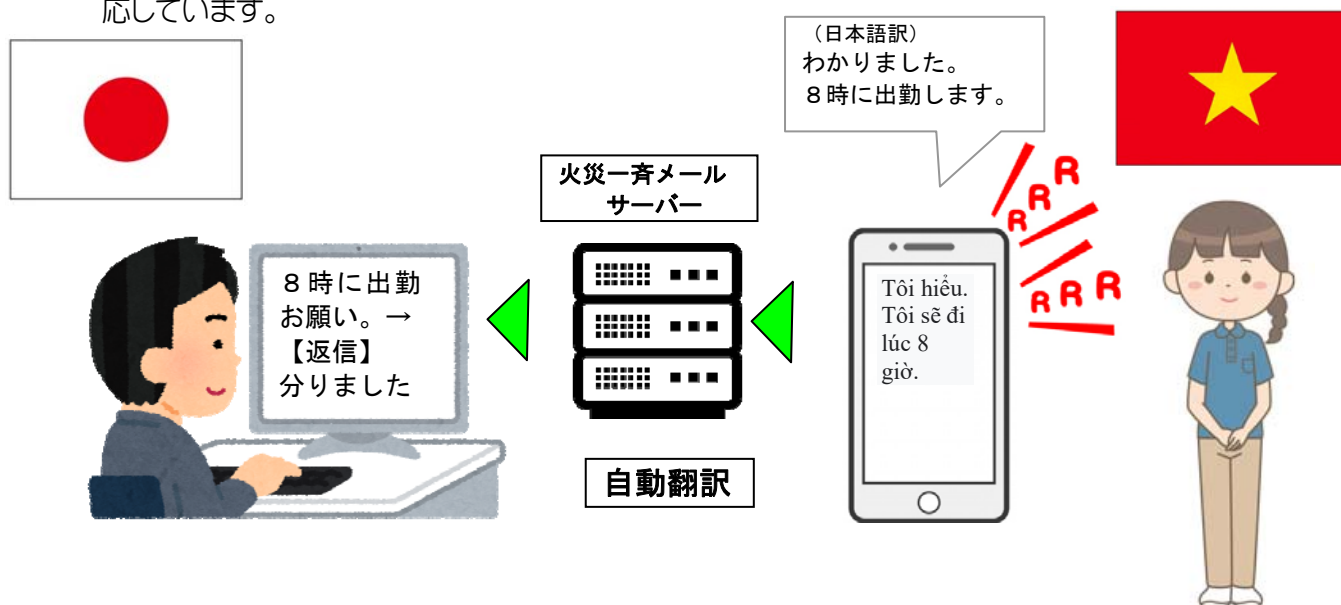 応しています。
（日本語訳）
わかりました。
８時に出勤します。
火災一斉メール
サーバー
８時に出勤
お願い。→
【返信】
分りました
Tôi hiểu.
Tôi sẽ đi
lúc 8
giờ.
R R R
R R R
自動翻訳